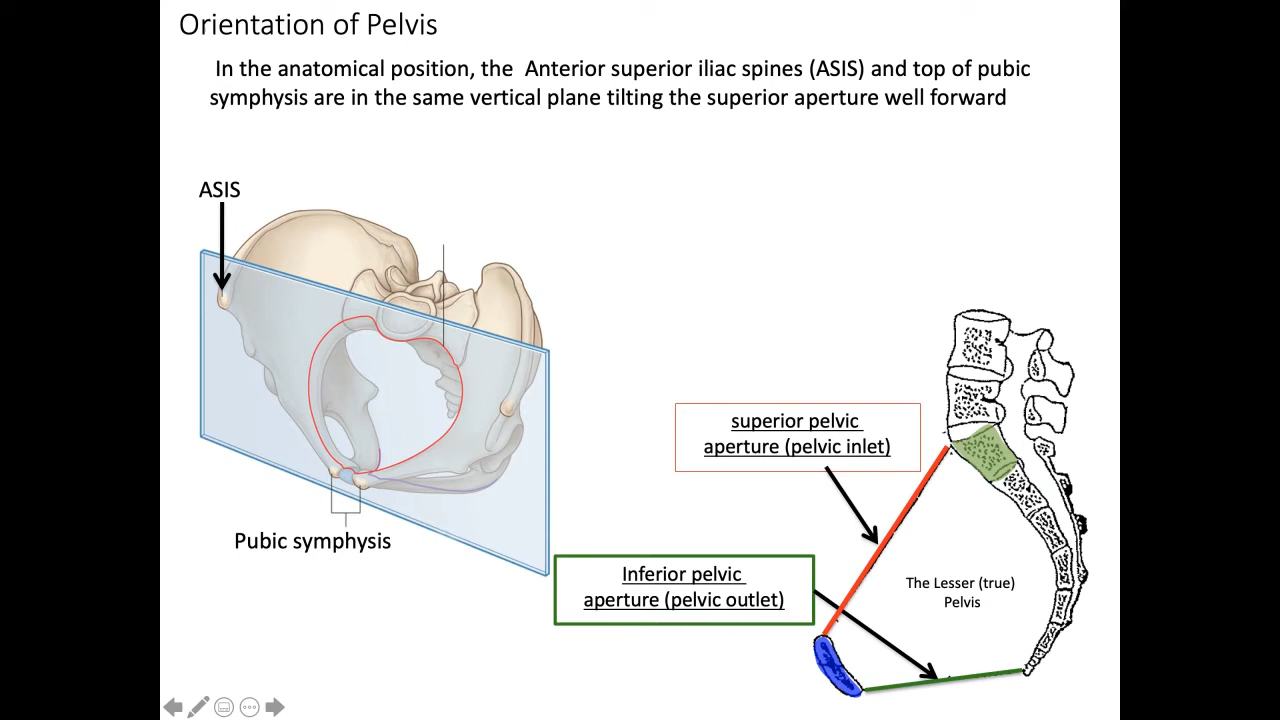 Orientation of Pelvis
In the anatomical position, the Anterior superior iliac spines (ASIS) and top of pubic
symphysis are in the same vertical plane tilting the superior aperture well forward
ASIS
superior pelvic
aperture (pelvic inlet)
Pubic symphysis
Inferior pelvic
aperture (pelvic outlet)
The Lesser (true)
Pelvis